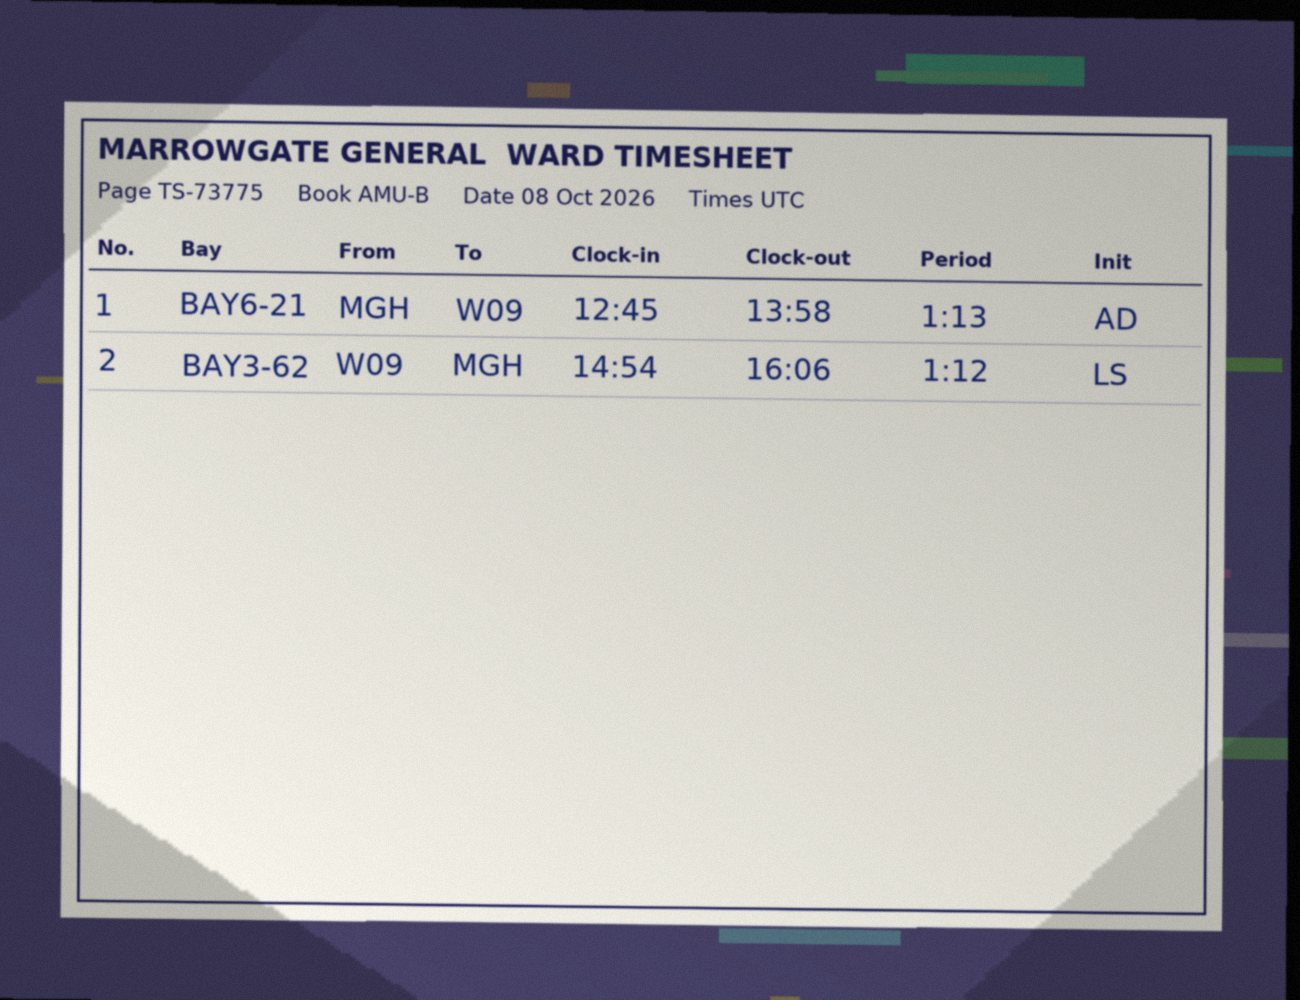 MARROWGATE GENERAL WARD TIMESHEET
Page TS-73775 Book AMU-B Date 08 Oct 2026 Times UTC
No. Bay From To Clock-in Clock-out Period Init
1 BAY6-21 MGH W09 12:45 13:58 1:13 AD
2 BAY3-62 W09 MGH 14:54 16:06 1:12 LS